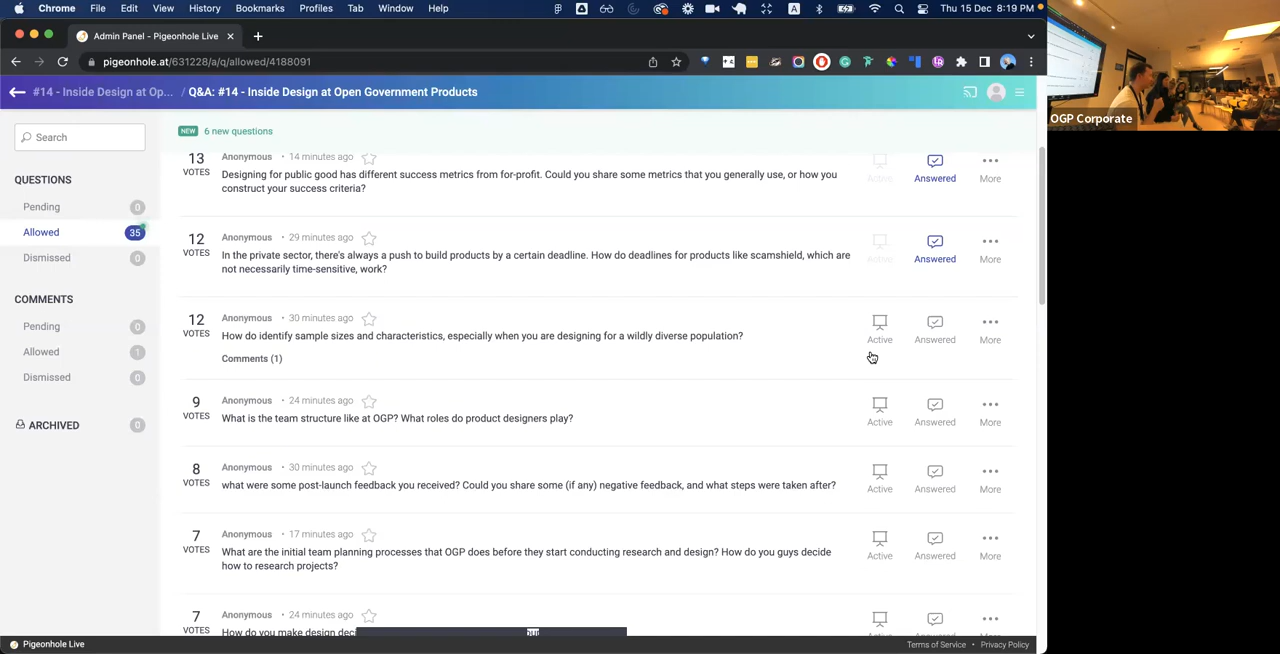 Chrome File Edit View History Bookmarks Profiles Tab Window Help Thu 15 Dec 8:19 PM
Admin Panel - Pigeonhole Live
pigeonhole.at/631228/a/q/allowed/4188091
#14 - Inside Design at Op... / Q&A: #14 - Inside Design at Open Government Products
OGP Corporate
Search
NEW 6 new questions
QUESTIONS
Pending 0
Allowed 35
Dismissed 0
COMMENTS
Pending 0
Allowed 1
Dismissed 0
ARCHIVED 0
13 VOTES
Anonymous • 14 minutes ago
Designing for public good has different success metrics from for-profit. Could you share some metrics that you generally use, or how you
construct your success criteria?
Active Answered More
12 VOTES
Anonymous • 29 minutes ago
In the private sector, there's always a push to build products by a certain deadline. How do deadlines for products like scamshield, which are
not necessarily time-sensitive, work?
Active Answered More
12 VOTES
Anonymous • 30 minutes ago
How do identify sample sizes and characteristics, especially when you are designing for a wildly diverse population?
Comments (1)
Active Answered More
9 VOTES
Anonymous • 24 minutes ago
What is the team structure like at OGP? What roles do product designers play?
Active Answered More
8 VOTES
Anonymous • 30 minutes ago
what were some post-launch feedback you received? Could you share some (if any) negative feedback, and what steps were taken after?
Active Answered More
7 VOTES
Anonymous • 17 minutes ago
What are the initial team planning processes that OGP does before they start conducting research and design? How do you guys decide
how to research projects?
Active Answered More
7 VOTES
Anonymous • 24 minutes ago
How do you make design
Pigeonhole Live
Terms of Service • Privacy Policy